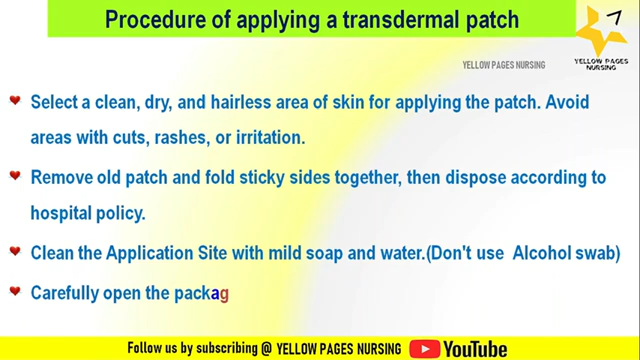 Procedure of applying a transdermal patch
7
YELLOW PAGES
NURSING
YELLOW PAGES NURSING
Select a clean, dry, and hairless area of skin for applying the patch. Avoid
areas with cuts, rashes, or irritation.
Remove old patch and fold sticky sides together, then dispose according to
hospital policy.
Clean the Application Site with mild soap and water.(Don't use Alcohol swab)
Carefully open the packag
Follow us by subscribing @ YELLOW PAGES NURSING YouTube